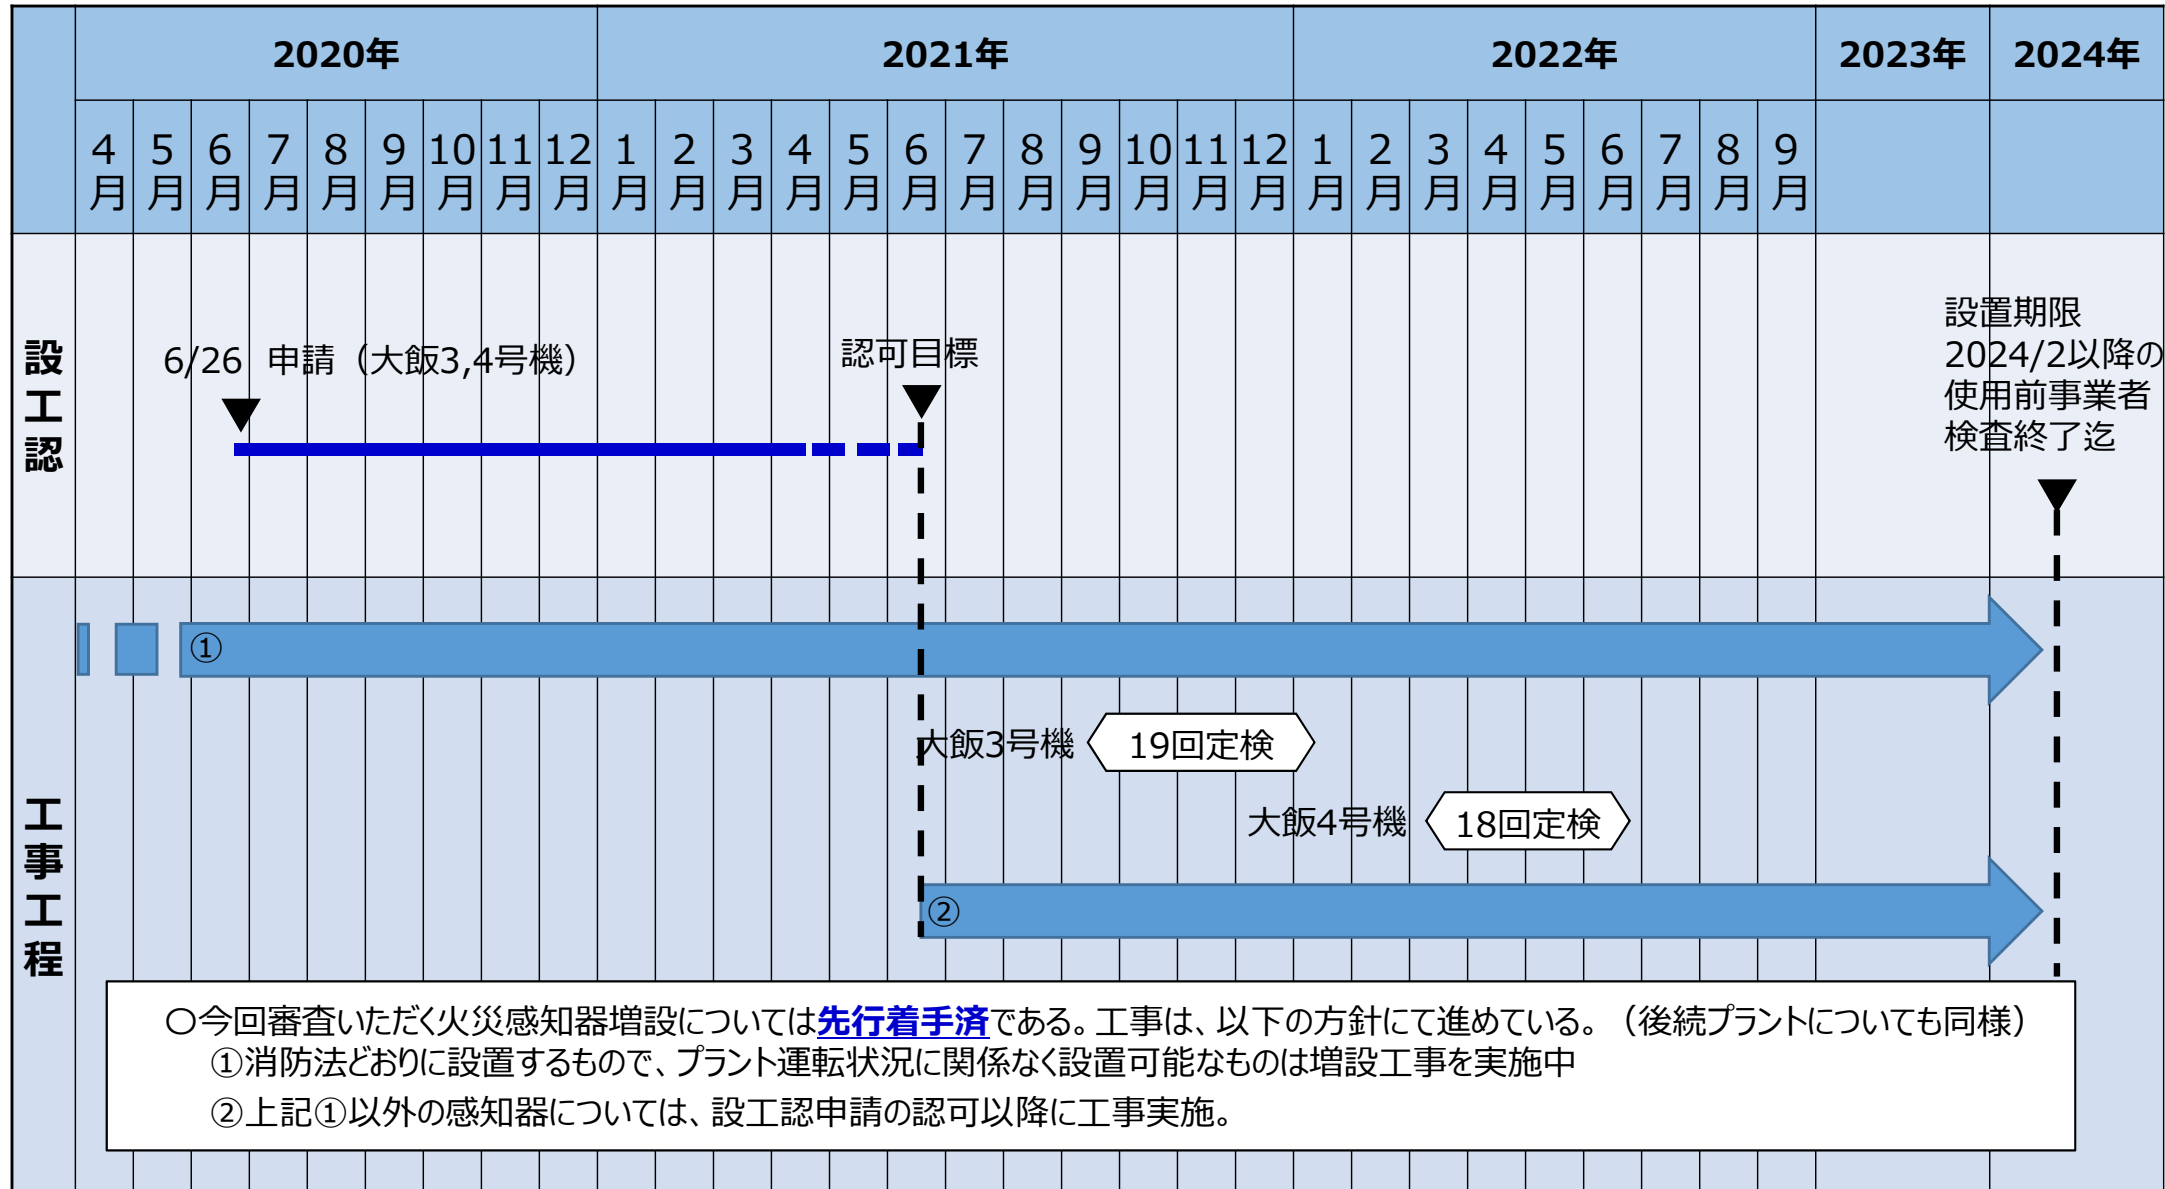 2020年 2021年 2022年 2023年 2024年
4月 5月 6月 7月 8月 9月 10月 11月 12月 1月 2月 3月 4月 5月 6月 7月 8月 9月 10月 11月 12月 1月 2月 3月 4月 5月 6月 7月 8月 9月
設工認
6/26 申請（大飯3,4号機）
認可目標
設置期限
2024/2以降の
使用前事業者
検査終了迄
工事工程
①
大飯3号機 19回定検
大飯4号機 18回定検
②
〇今回審査いただく火災感知器増設については先行着手済である。工事は、以下の方針にて進めている。（後続プラントについても同様）
①消防法どおりに設置するもので、プラント運転状況に関係なく設置可能なものは増設工事を実施中
②上記①以外の感知器については、設工認申請の認可以降に工事実施。